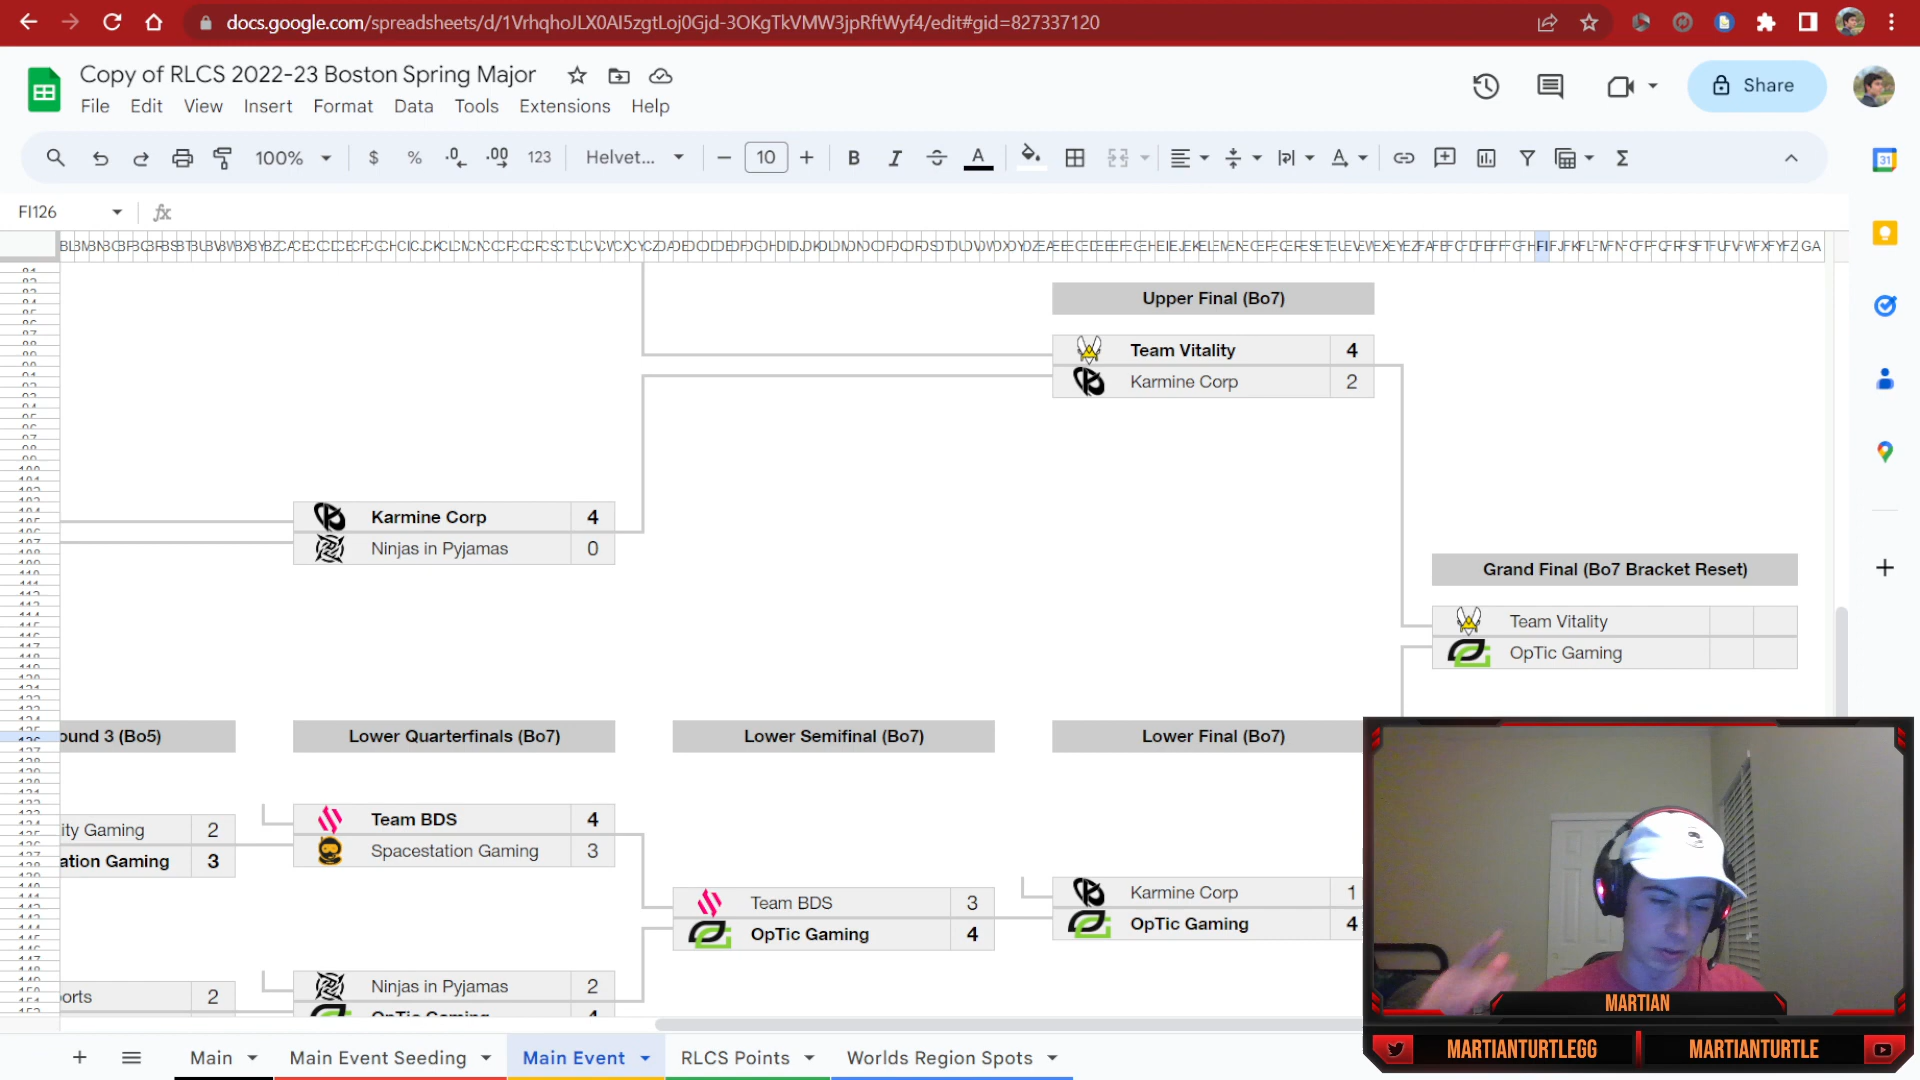 docs.google.com/spreadsheets/d/1VrhqhoJLX0AI5zgtLoj0Gjd-3OKgTkVMW3jpRftWyf4/edit#gid=827337120
Copy of RLCS 2022-23 Boston Spring Major
File Edit View Insert Format Data Tools Extensions Help
Share
100% $ % .0 .00 123 Helvet... 10 B I A
31
FI126 fx
Upper Final (Bo7)
Team Vitality 4
Karmine Corp 2
Karmine Corp 4
Ninjas in Pyjamas 0
Grand Final (Bo7 Bracket Reset)
Team Vitality
OpTic Gaming
ound 3 (Bo5) Lower Quarterfinals (Bo7) Lower Semifinal (Bo7) Lower Final (Bo7)
Team BDS 4
ity Gaming 2
Spacestation Gaming 3
ation Gaming 3
Team BDS 3
Karmine Corp 1
OpTic Gaming 4
OpTic Gaming 4
Ninjas in Pyjamas 2
orts 2
OpTic Gaming 4
MARTIAN
MARTIANTURTLEGG MARTIANTURTLE
Main Main Event Seeding Main Event RLCS Points Worlds Region Spots